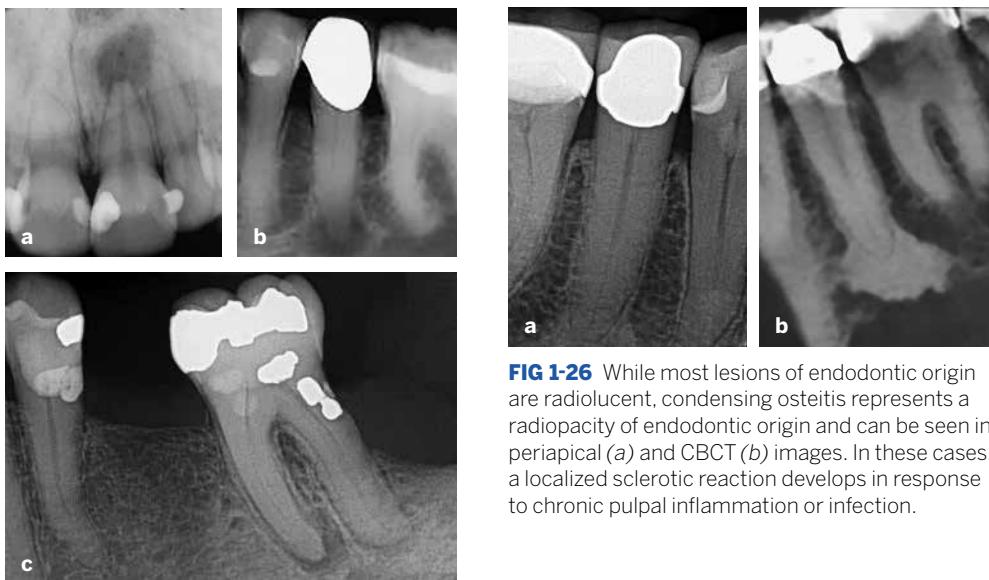 a
b
c
a
b
FIG 1-26 While most lesions of endodontic origin
are radiolucent, condensing osteitis represents a
radiopacity of endodontic origin and can be seen in
periapical (a) and CBCT (b) images. In these cases
a localized sclerotic reaction develops in response
to chronic pulpal inflammation or infection.